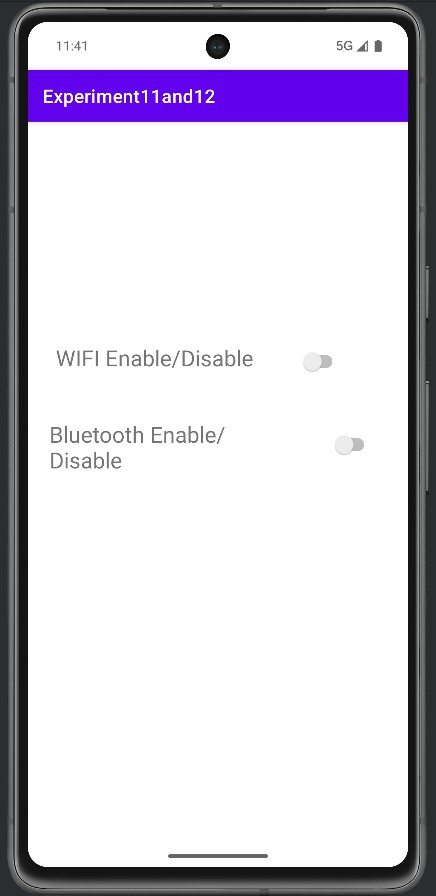 11:41 5G
Experiment11and12
WIFI Enable/Disable
Bluetooth Enable/
Disable